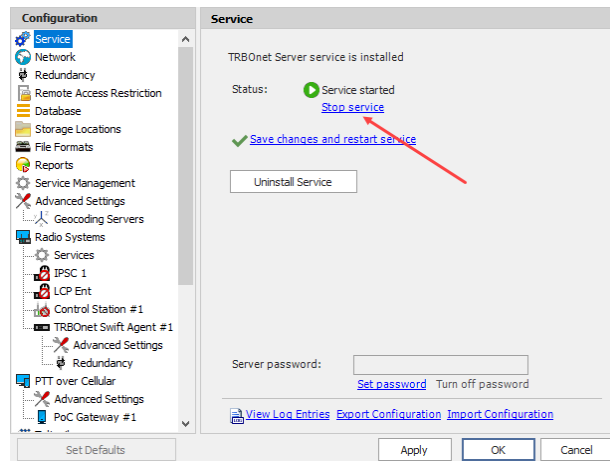 Configuration
Service
Network
Redundancy
Remote Access Restriction
Database
Storage Locations
File Formats
Reports
Service Management
Advanced Settings
Geocoding Servers
Radio Systems
Services
IPSC 1
LCP Ent
Control Station #1
TRBOnet Swift Agent #1
Advanced Settings
Redundancy
PTT over Cellular
Advanced Settings
PoC Gateway #1
Set Defaults
Service
TRBOnet Server service is installed
Status: Service started
Stop service
Save changes and restart service
Uninstall Service
Server password:
Set password Turn off password
View Log Entries Export Configuration Import Configuration
Apply OK Cancel